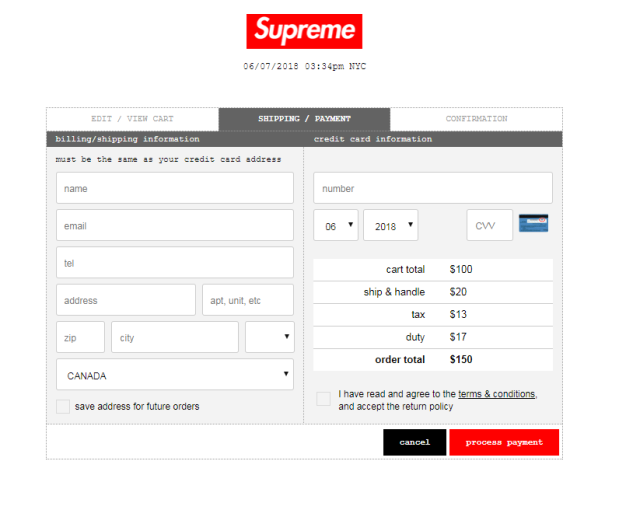 Supreme
06/07/2018 03:34pm NYC
EDIT / VIEW CART
SHIPPING / PAYMENT
CONFIRMATION
billing/shipping information
credit card information
must be the same as your credit card address
name
number
email
06
2018
CVV
tel
cart total $100
address
apt, unit, etc
ship & handle $20
tax $13
zip
city
duty $17
order total $150
CANADA
I have read and agree to the terms & conditions,
and accept the return policy
save address for future orders
cancel
process payment